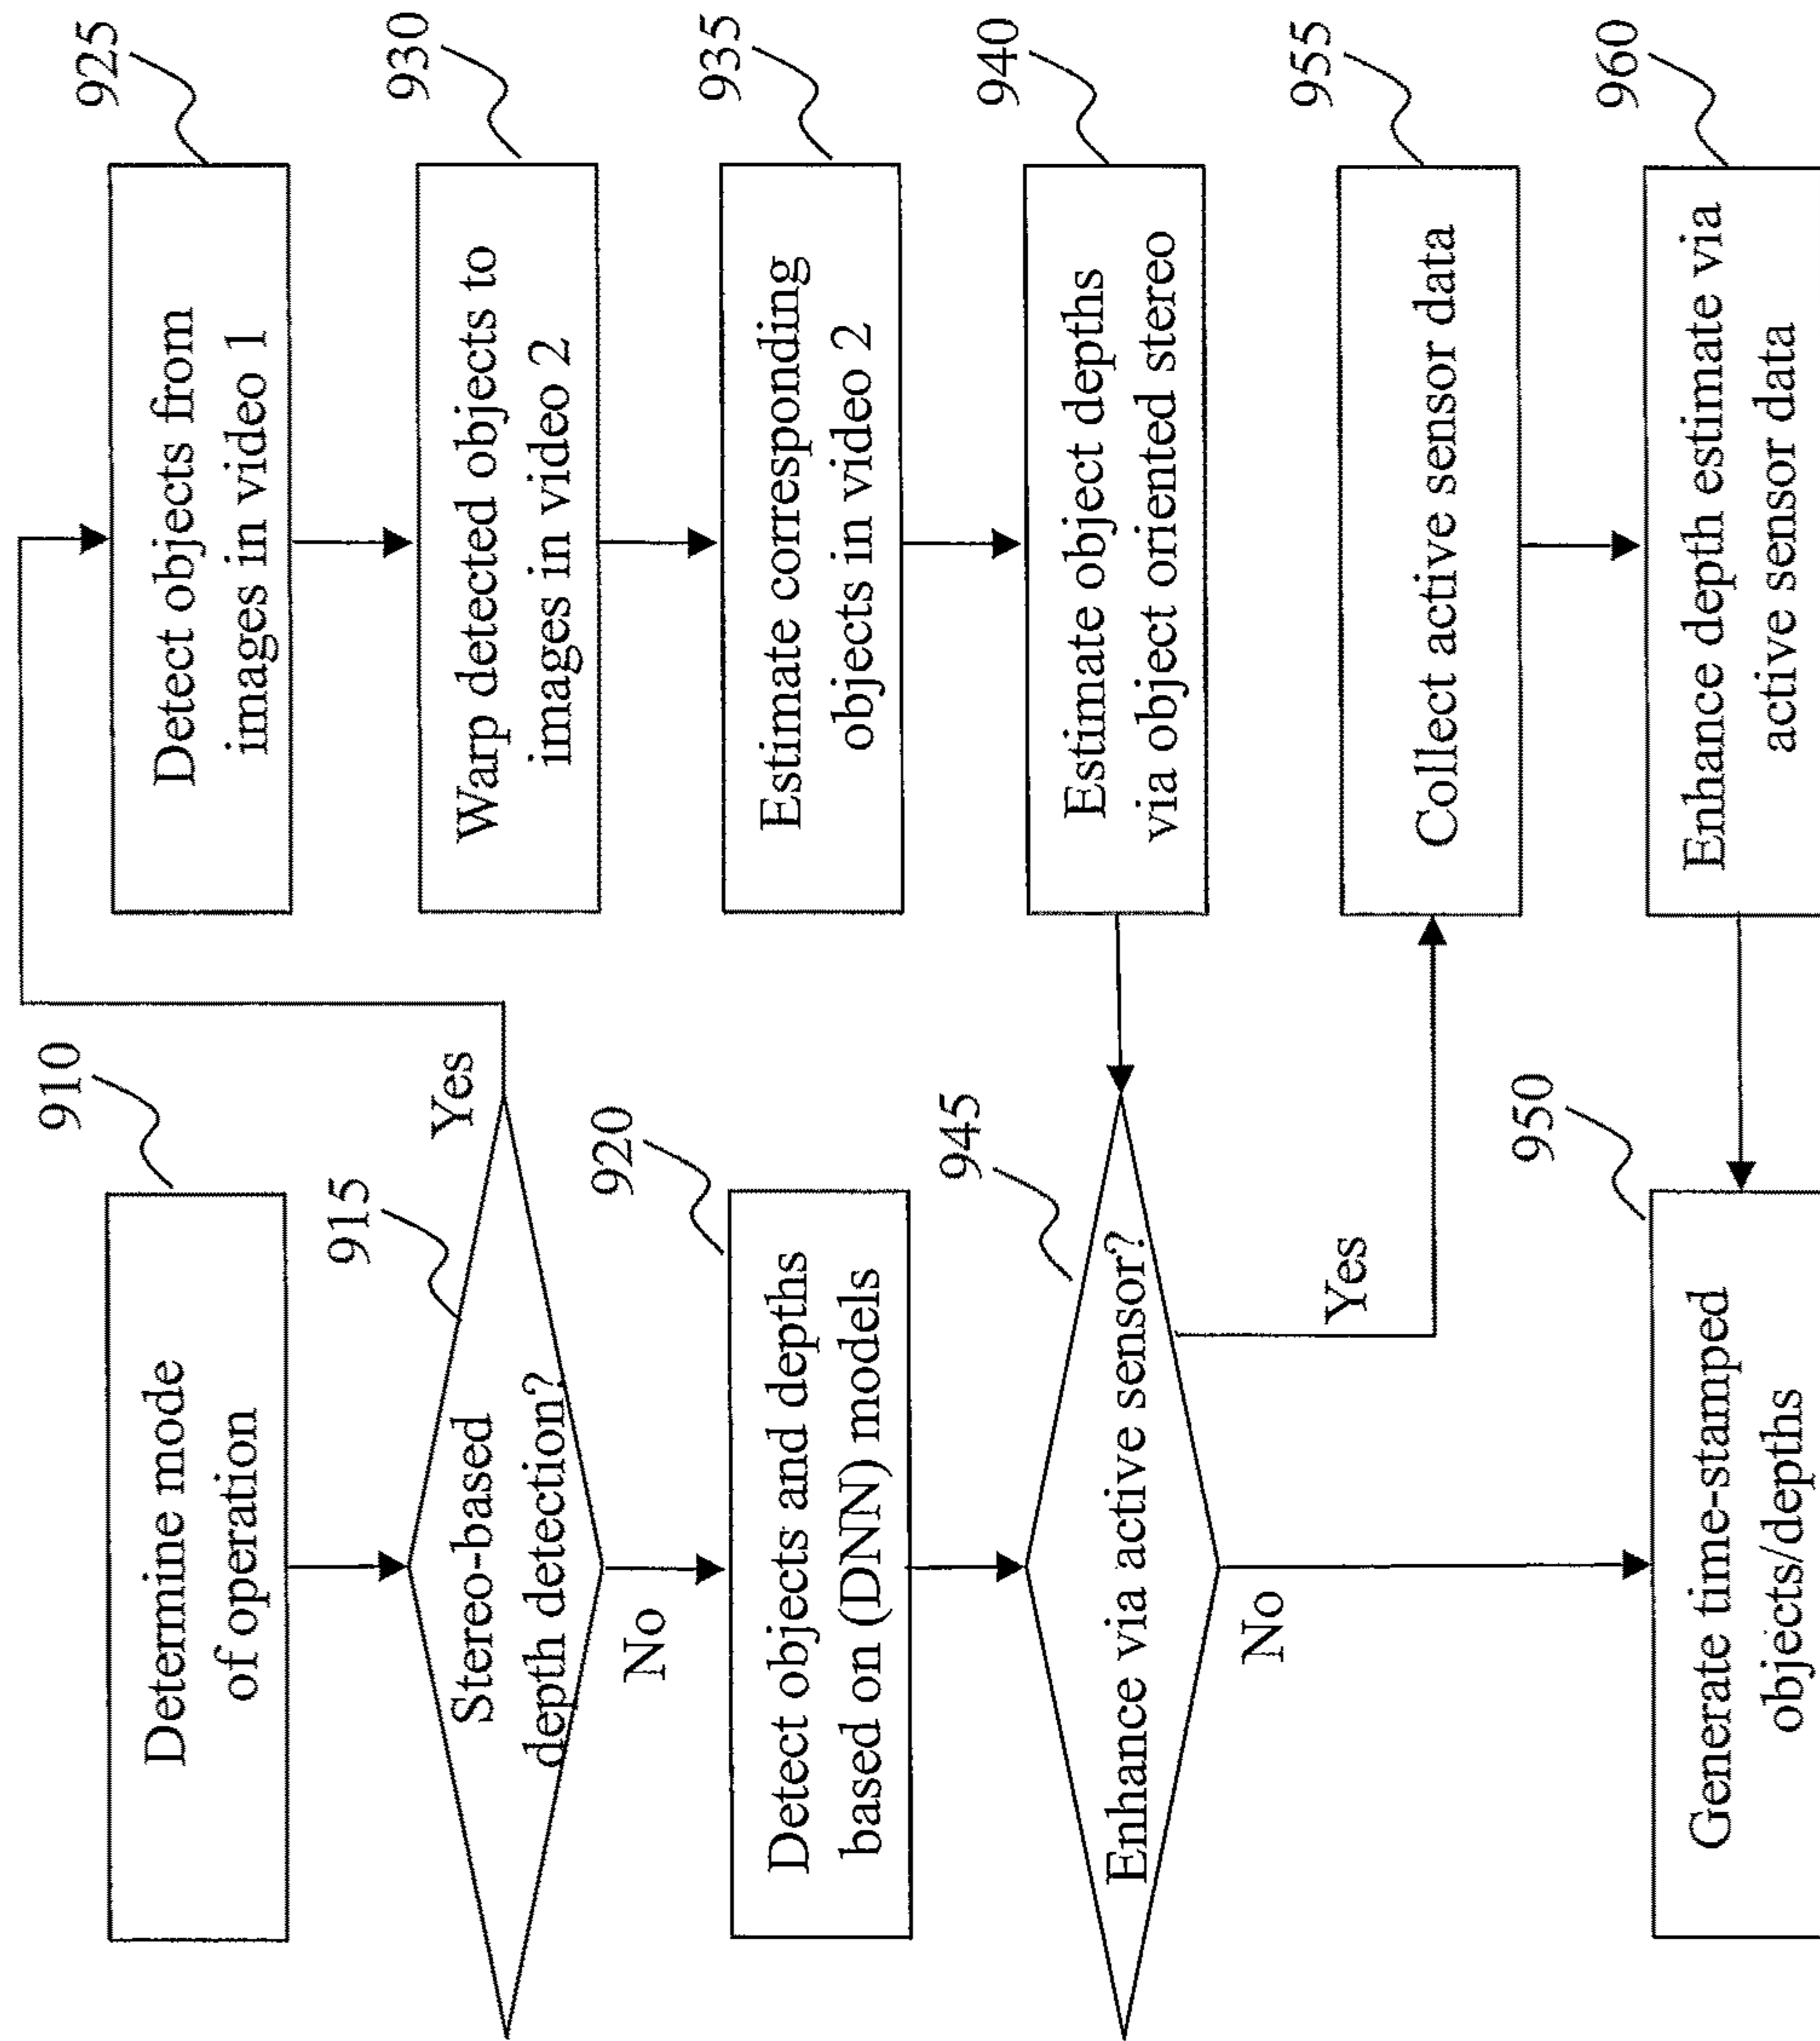 910
Determine mode
of operation
915
Stereo-based
depth detection?
Yes
No
920
Detect objects and depths
based on (DNN) models
925
Detect objects from
images in video 1
930
Warp detected objects to
images in video 2
935
Estimate corresponding
objects in video 2
940
Estimate object depths
via object oriented stereo
945
Enhance via active sensor?
Yes
No
955
Collect active sensor data
960
Enhance depth estimate via
active sensor data
950
Generate time-stamped
objects/depths